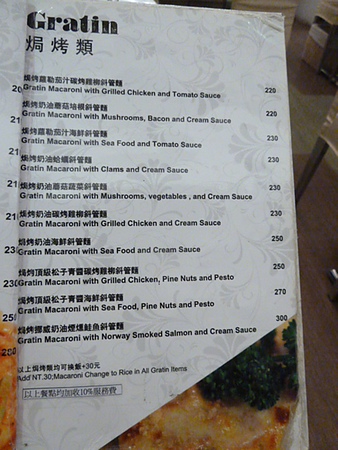 Gratin
焗烤類
焗烤蘿勒茄汁碳烤雞柳斜管麵
Gratin Macaroni with Grilled Chicken and Tomato Sauce 220
焗烤奶油蘑菇培根斜管麵
Gratin Macaroni with Mushrooms, Bacon and Cream Sauce 220
焗烤蘿勒茄汁海鮮斜管麵
Gratin Macaroni with Sea Food and Tomato Sauce 230
焗烤奶油蛤蠣斜管麵
Gratin Macaroni with Clams and Cream Sauce 230
焗烤奶油蘑菇蔬菜斜管麵
Gratin Macaroni with Mushrooms, vegetables , and Cream Sauce 230
焗烤奶油碳烤雞柳斜管麵
Gratin Macaroni with Grilled Chicken and Cream Sauce 230
焗烤奶油海鮮斜管麵
Gratin Macaroni with Sea Food and Cream Sauce 250
焗烤頂級松子青醬碳烤雞柳斜管麵
Gratin Macaroni with Grilled Chicken, Pine Nuts and Pesto 250
焗烤頂級松子青醬海鮮斜管麵
Gratin Macaroni with Sea Food, Pine Nuts and Pesto 270
焗烤挪威奶油煙燻鮭魚斜管麵
Gratin Macaroni with Norway Smoked Salmon and Cream Sauce 300
以上焗烤類均可換飯+30元
Add NT.30;Macaroni Change to Rice in All Gratin Items
以上餐點均加收10%服務費